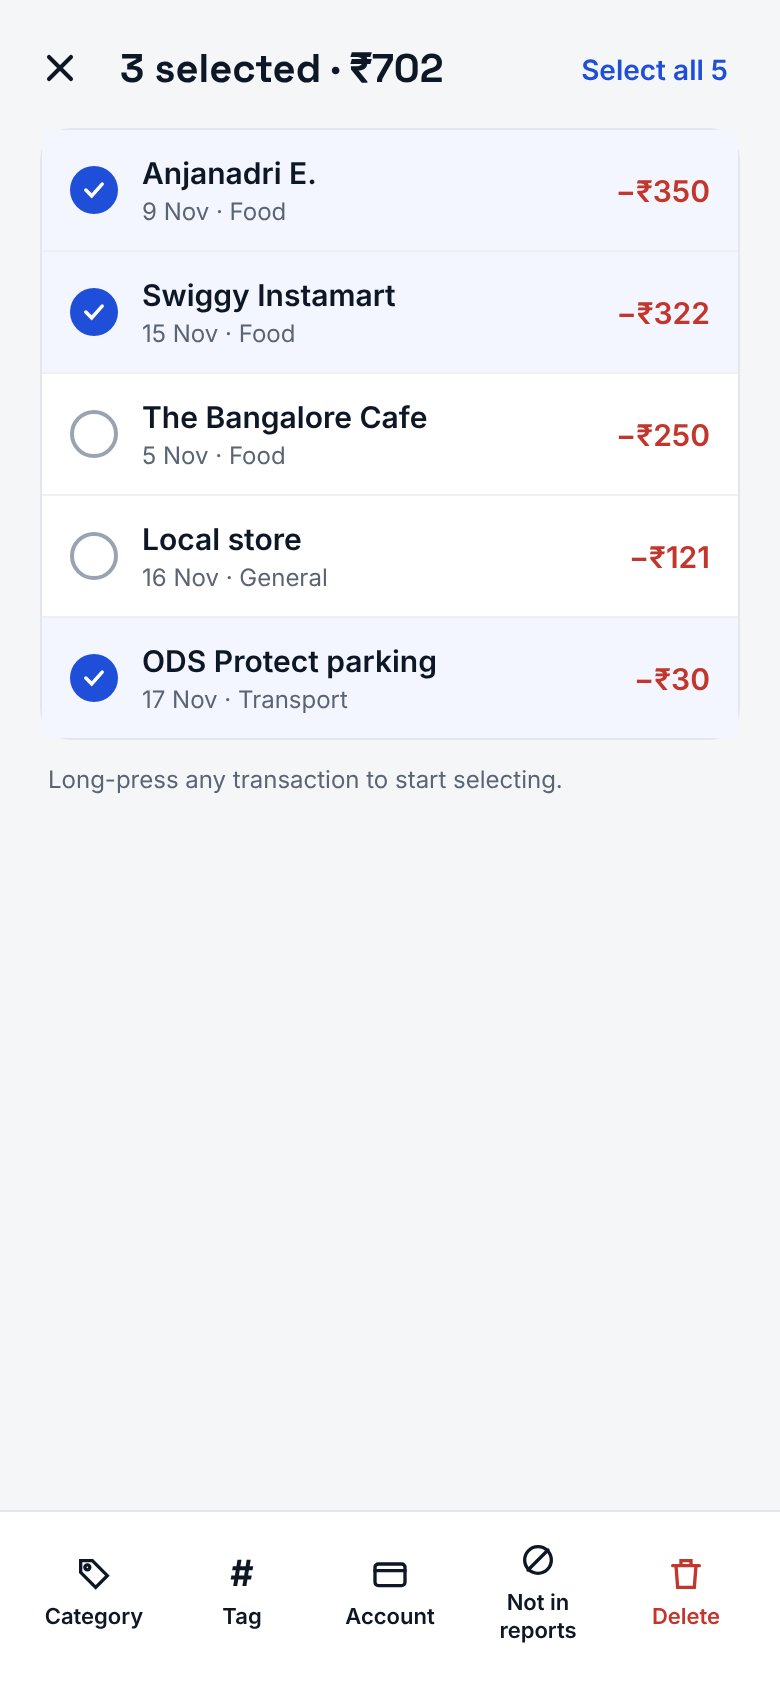 3 selected · ₹702
Select all 5
Anjanadri E.
9 Nov · Food
−₹350
Swiggy Instamart
15 Nov · Food
−₹322
The Bangalore Cafe
5 Nov · Food
−₹250
Local store
16 Nov · General
−₹121
ODS Protect parking
17 Nov · Transport
−₹30
Long-press any transaction to start selecting.
Category
# Tag
Account
Not in
reports
Delete